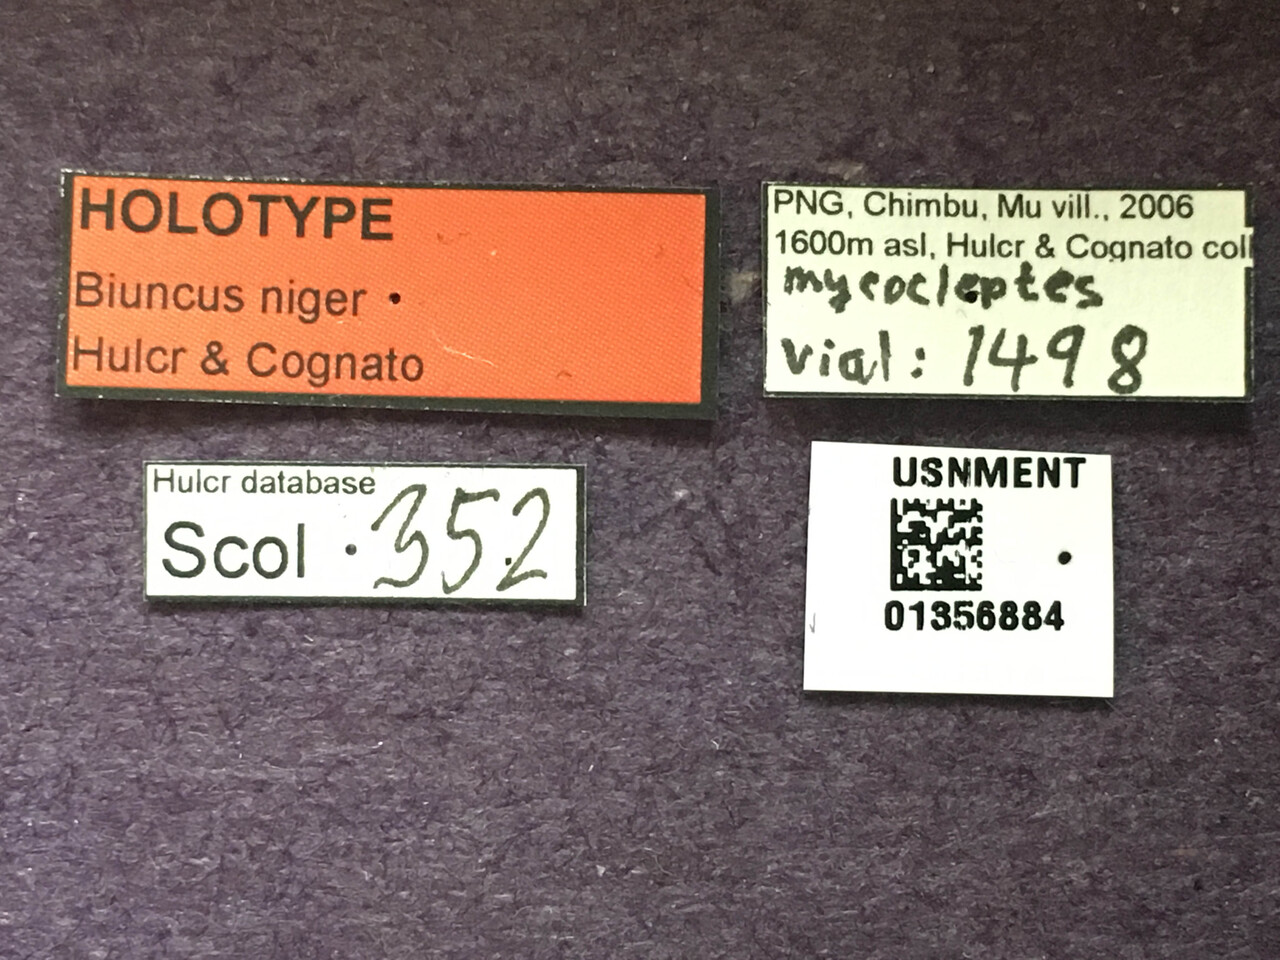 HOLOTYPE
Biuncus niger
Hulcr & Cognato
PNG, Chimbu, Mu vill., 2006
1600m asl, Hulcr & Cognato coll
mycocleptes
vial: 1498
Hulcr database
Scol 352
USNMENT
01356884